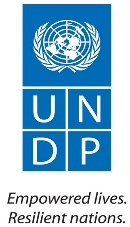 U N
D P
Empowered lives.
Resilient nations.